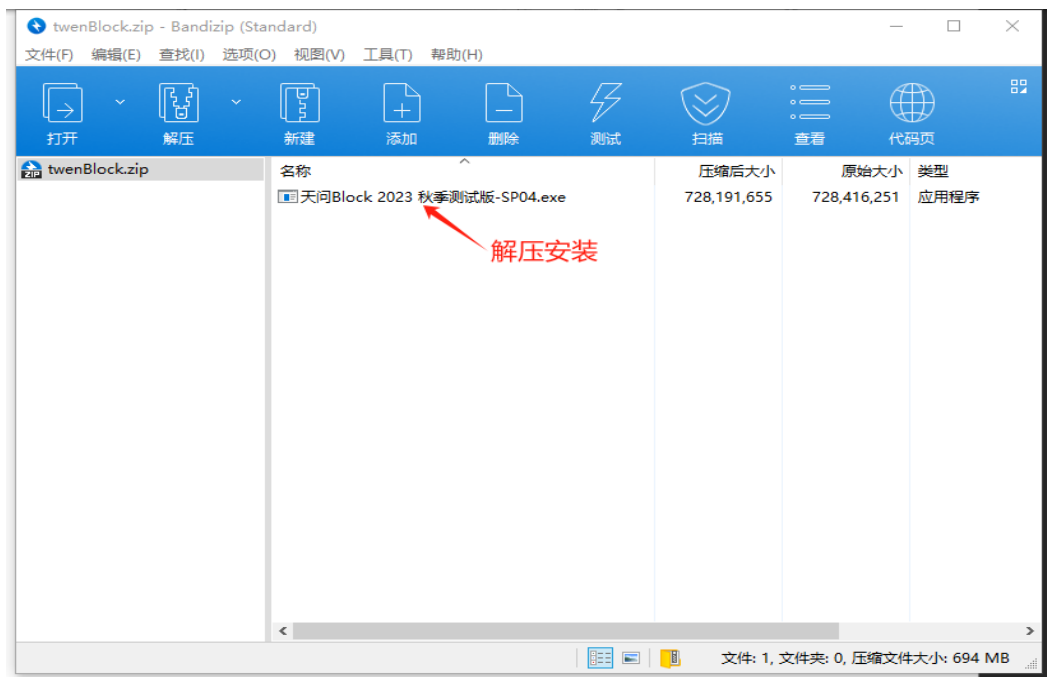 twenBlock.zip - Bandizip (Standard)
文件(F) 编辑(E) 查找(I) 选项(O) 视图(V) 工具(T) 帮助(H)
打开 解压 新建 添加 删除 测试 扫描 查看 代码页
ZIP twenBlock.zip
名称 压缩后大小 原始大小 类型
天问Block 2023 秋季测试版-SP04.exe 728,191,655 728,416,251 应用程序
解压安装
文件: 1, 文件夹: 0, 压缩文件大小: 694 MB